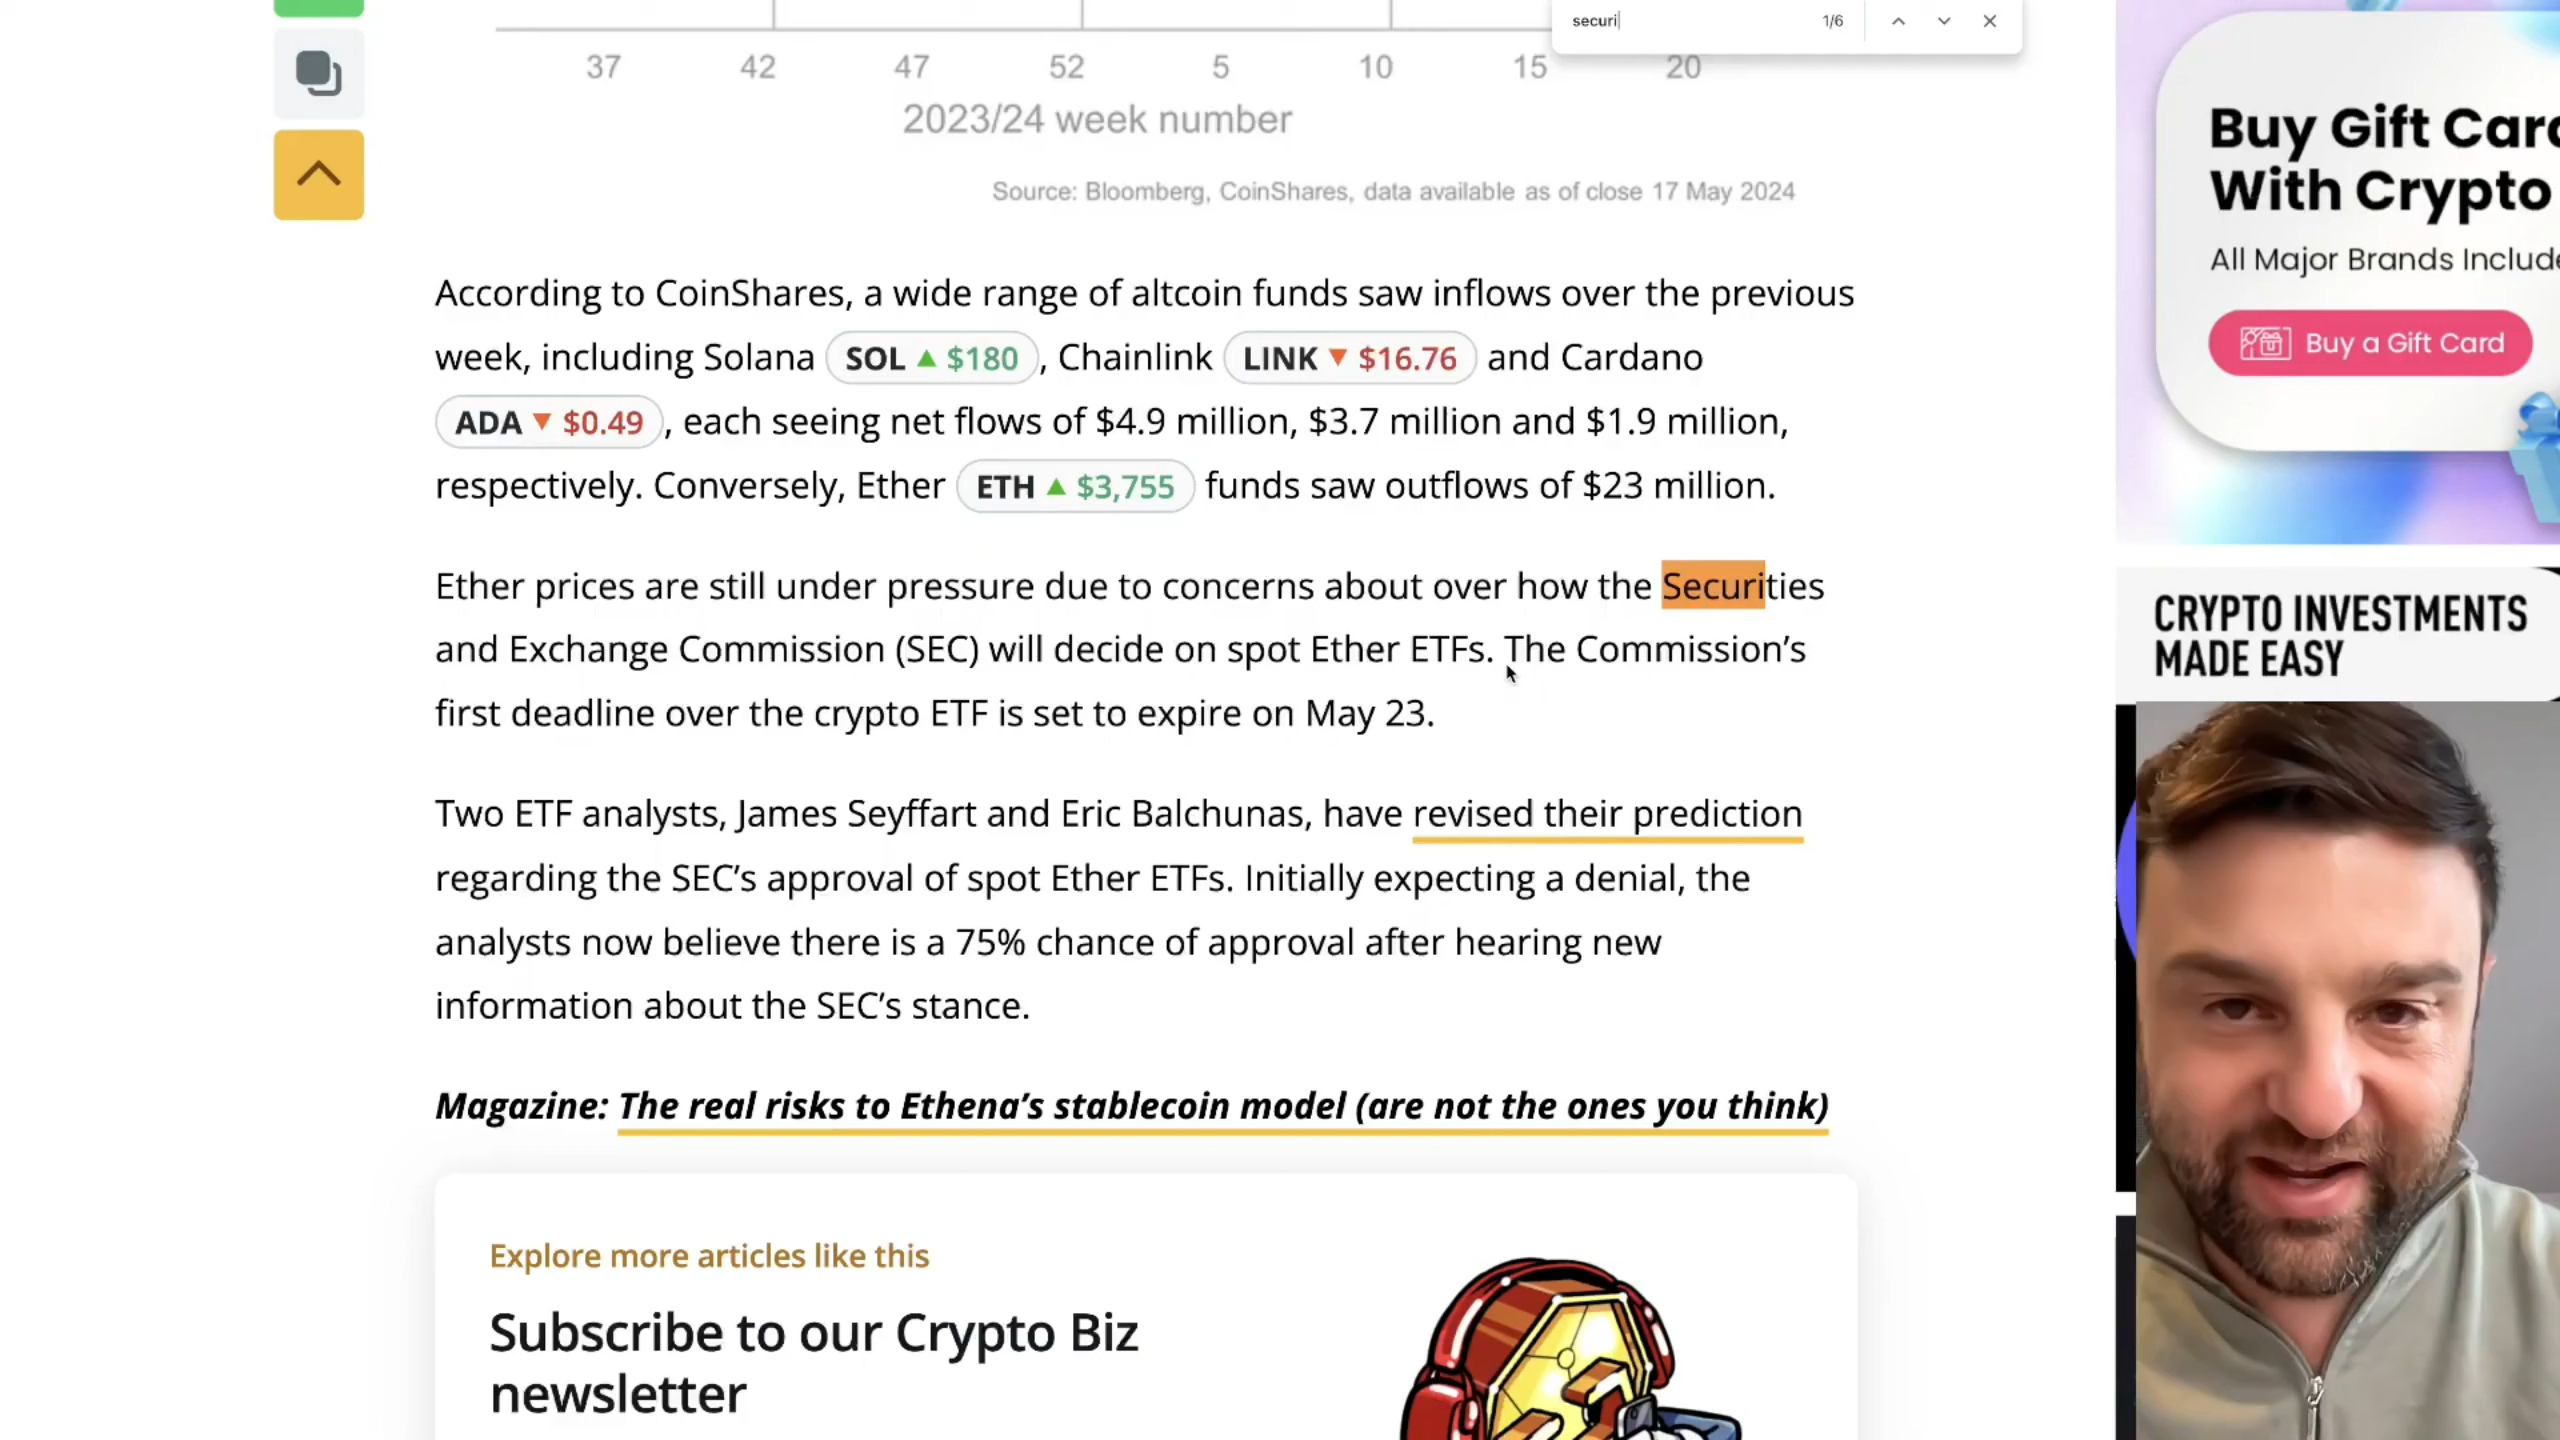 securi
1/6
37 42 47 52 5 10 15 20
2023/24 week number
Source: Bloomberg, CoinShares, data available as of close 17 May 2024
According to CoinShares, a wide range of altcoin funds saw inflows over the previous
week, including Solana SOL ▲ $180 , Chainlink LINK ▼ $16.76 and Cardano
ADA ▼ $0.49 , each seeing net flows of $4.9 million, $3.7 million and $1.9 million,
respectively. Conversely, Ether ETH ▲ $3,755 funds saw outflows of $23 million.
Ether prices are still under pressure due to concerns about over how the Securities
and Exchange Commission (SEC) will decide on spot Ether ETFs. The Commission’s
first deadline over the crypto ETF is set to expire on May 23.
Two ETF analysts, James Seyffart and Eric Balchunas, have revised their prediction
regarding the SEC’s approval of spot Ether ETFs. Initially expecting a denial, the
analysts now believe there is a 75% chance of approval after hearing new
information about the SEC’s stance.
Magazine: The real risks to Ethena’s stablecoin model (are not the ones you think)
Explore more articles like this
Subscribe to our Crypto Biz
newsletter
Buy Gift Car
With Crypto
All Major Brands Include
Buy a Gift Card
CRYPTO INVESTMENTS
MADE EASY